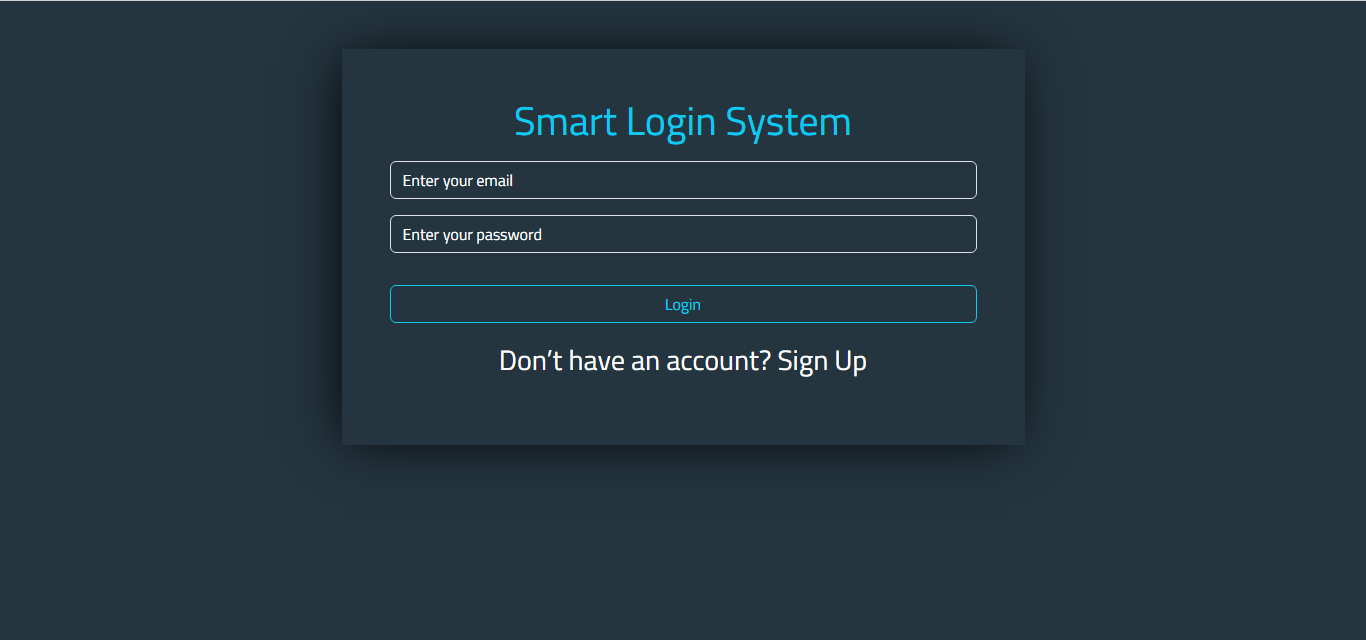 Smart Login System
Enter your email
Enter your password
Login
Don’t have an account? Sign Up